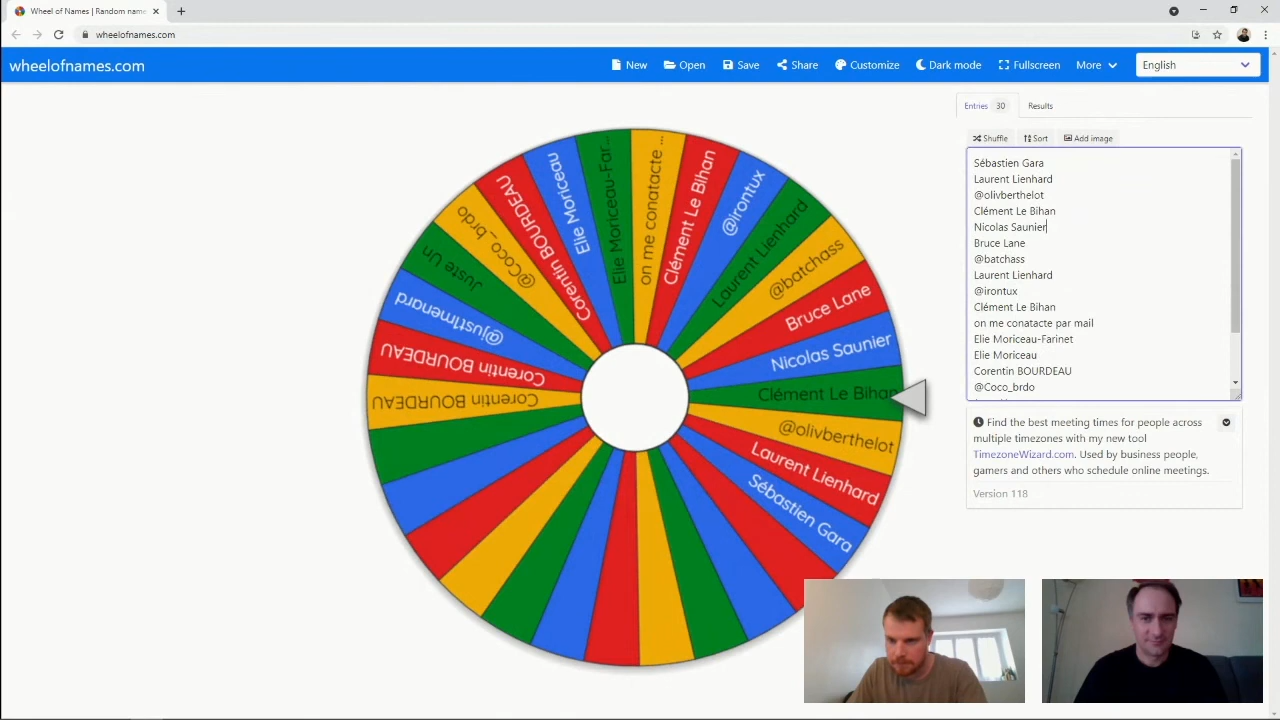 Wheel of Names | Random name
wheelofnames.com
wheelofnames.com
New
Open
Save
Share
Customize
Dark mode
Fullscreen
More
English
Entries 30
Results
Shuffle
Sort
Add image
Sébastien Gara
Laurent Lienhard
@olivberthelot
Clément Le Bihan
Nicolas Saunier
Bruce Lane
@batchass
Laurent Lienhard
@irontux
Clément Le Bihan
on me conatacte par mail
Elie Moriceau-Farinet
Elie Moriceau
Corentin BOURDEAU
@Coco_brdo
Find the best meeting times for people across
multiple timezones with my new tool
TimezoneWizard.com. Used by business people,
gamers and others who schedule online meetings.
Version 118
Corentin BOURDEAU
Corentin BOURDEAU
@just1menard
Juste Un
@Coco_brdo
Corentin BOURDEAU
Elie Moriceau
Elie Moriceau-Far...
on me conatacte ...
Clément Le Bihan
@irontux
Laurent Lienhard
@batchass
Bruce Lane
Nicolas Saunier
Clément Le Bihan
@olivberthelot
Laurent Lienhard
Sébastien Gara